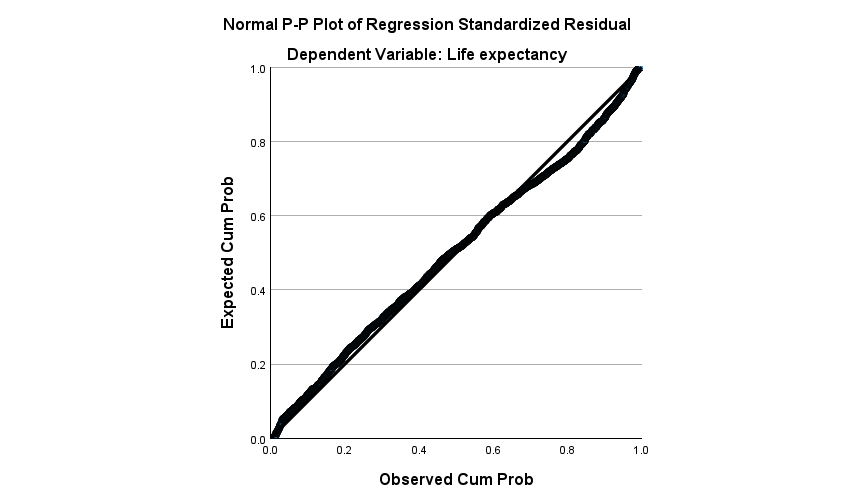 Normal P-P Plot of Regression Standardized Residual
Dependent Variable: Life expectancy
1.0
0.8
0.6
0.4
0.2
0.0
Expected Cum Prob
0.0 0.2 0.4 0.6 0.8 1.0
Observed Cum Prob